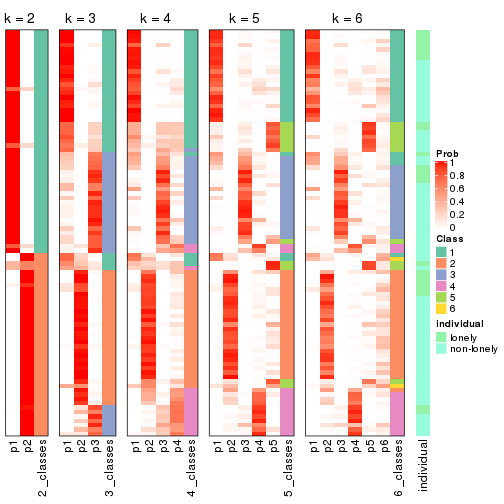 k = 2 k = 3 k = 4 k = 5 k = 6
Prob
1
0.8
0.6
0.4
0.2
0
Class
1
2
3
4
5
6
individual
lonely
non-lonely
p1 p2 2_classes p1 p2 p3 3_classes p1 p2 p3 p4 4_classes p1 p2 p3 p4 p5 5_classes p1 p2 p3 p4 p5 p6 6_classes individual